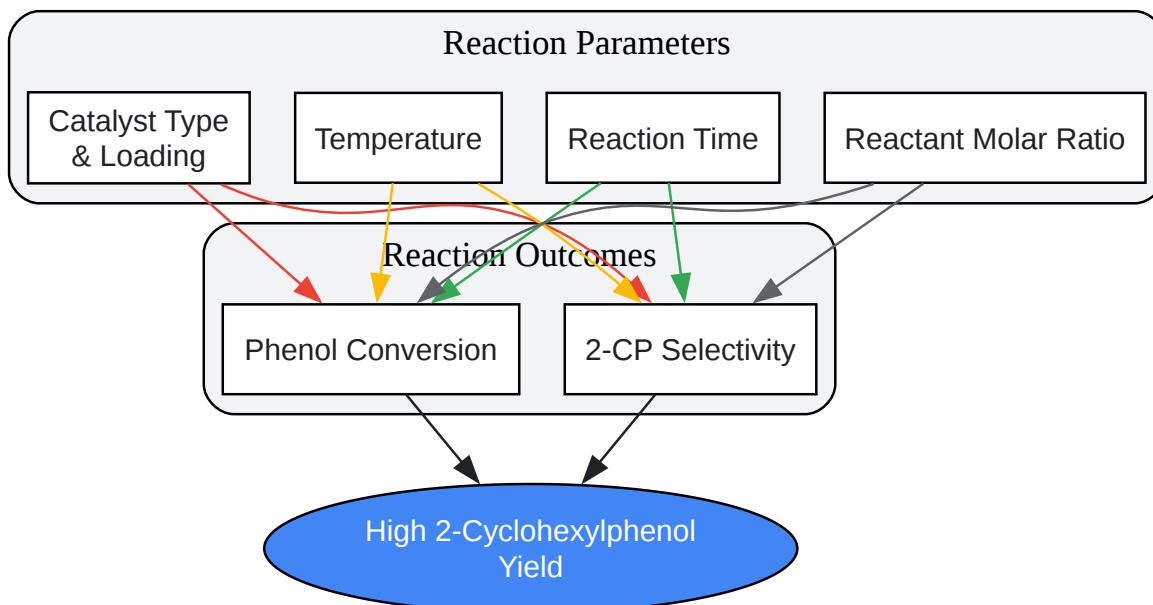 Reaction Parameters
Catalyst Type
& Loading
Temperature
Reaction Time
Reactant Molar Ratio
Reaction Outcomes
Phenol Conversion
2-CP Selectivity
High 2-Cyclohexylphenol
Yield